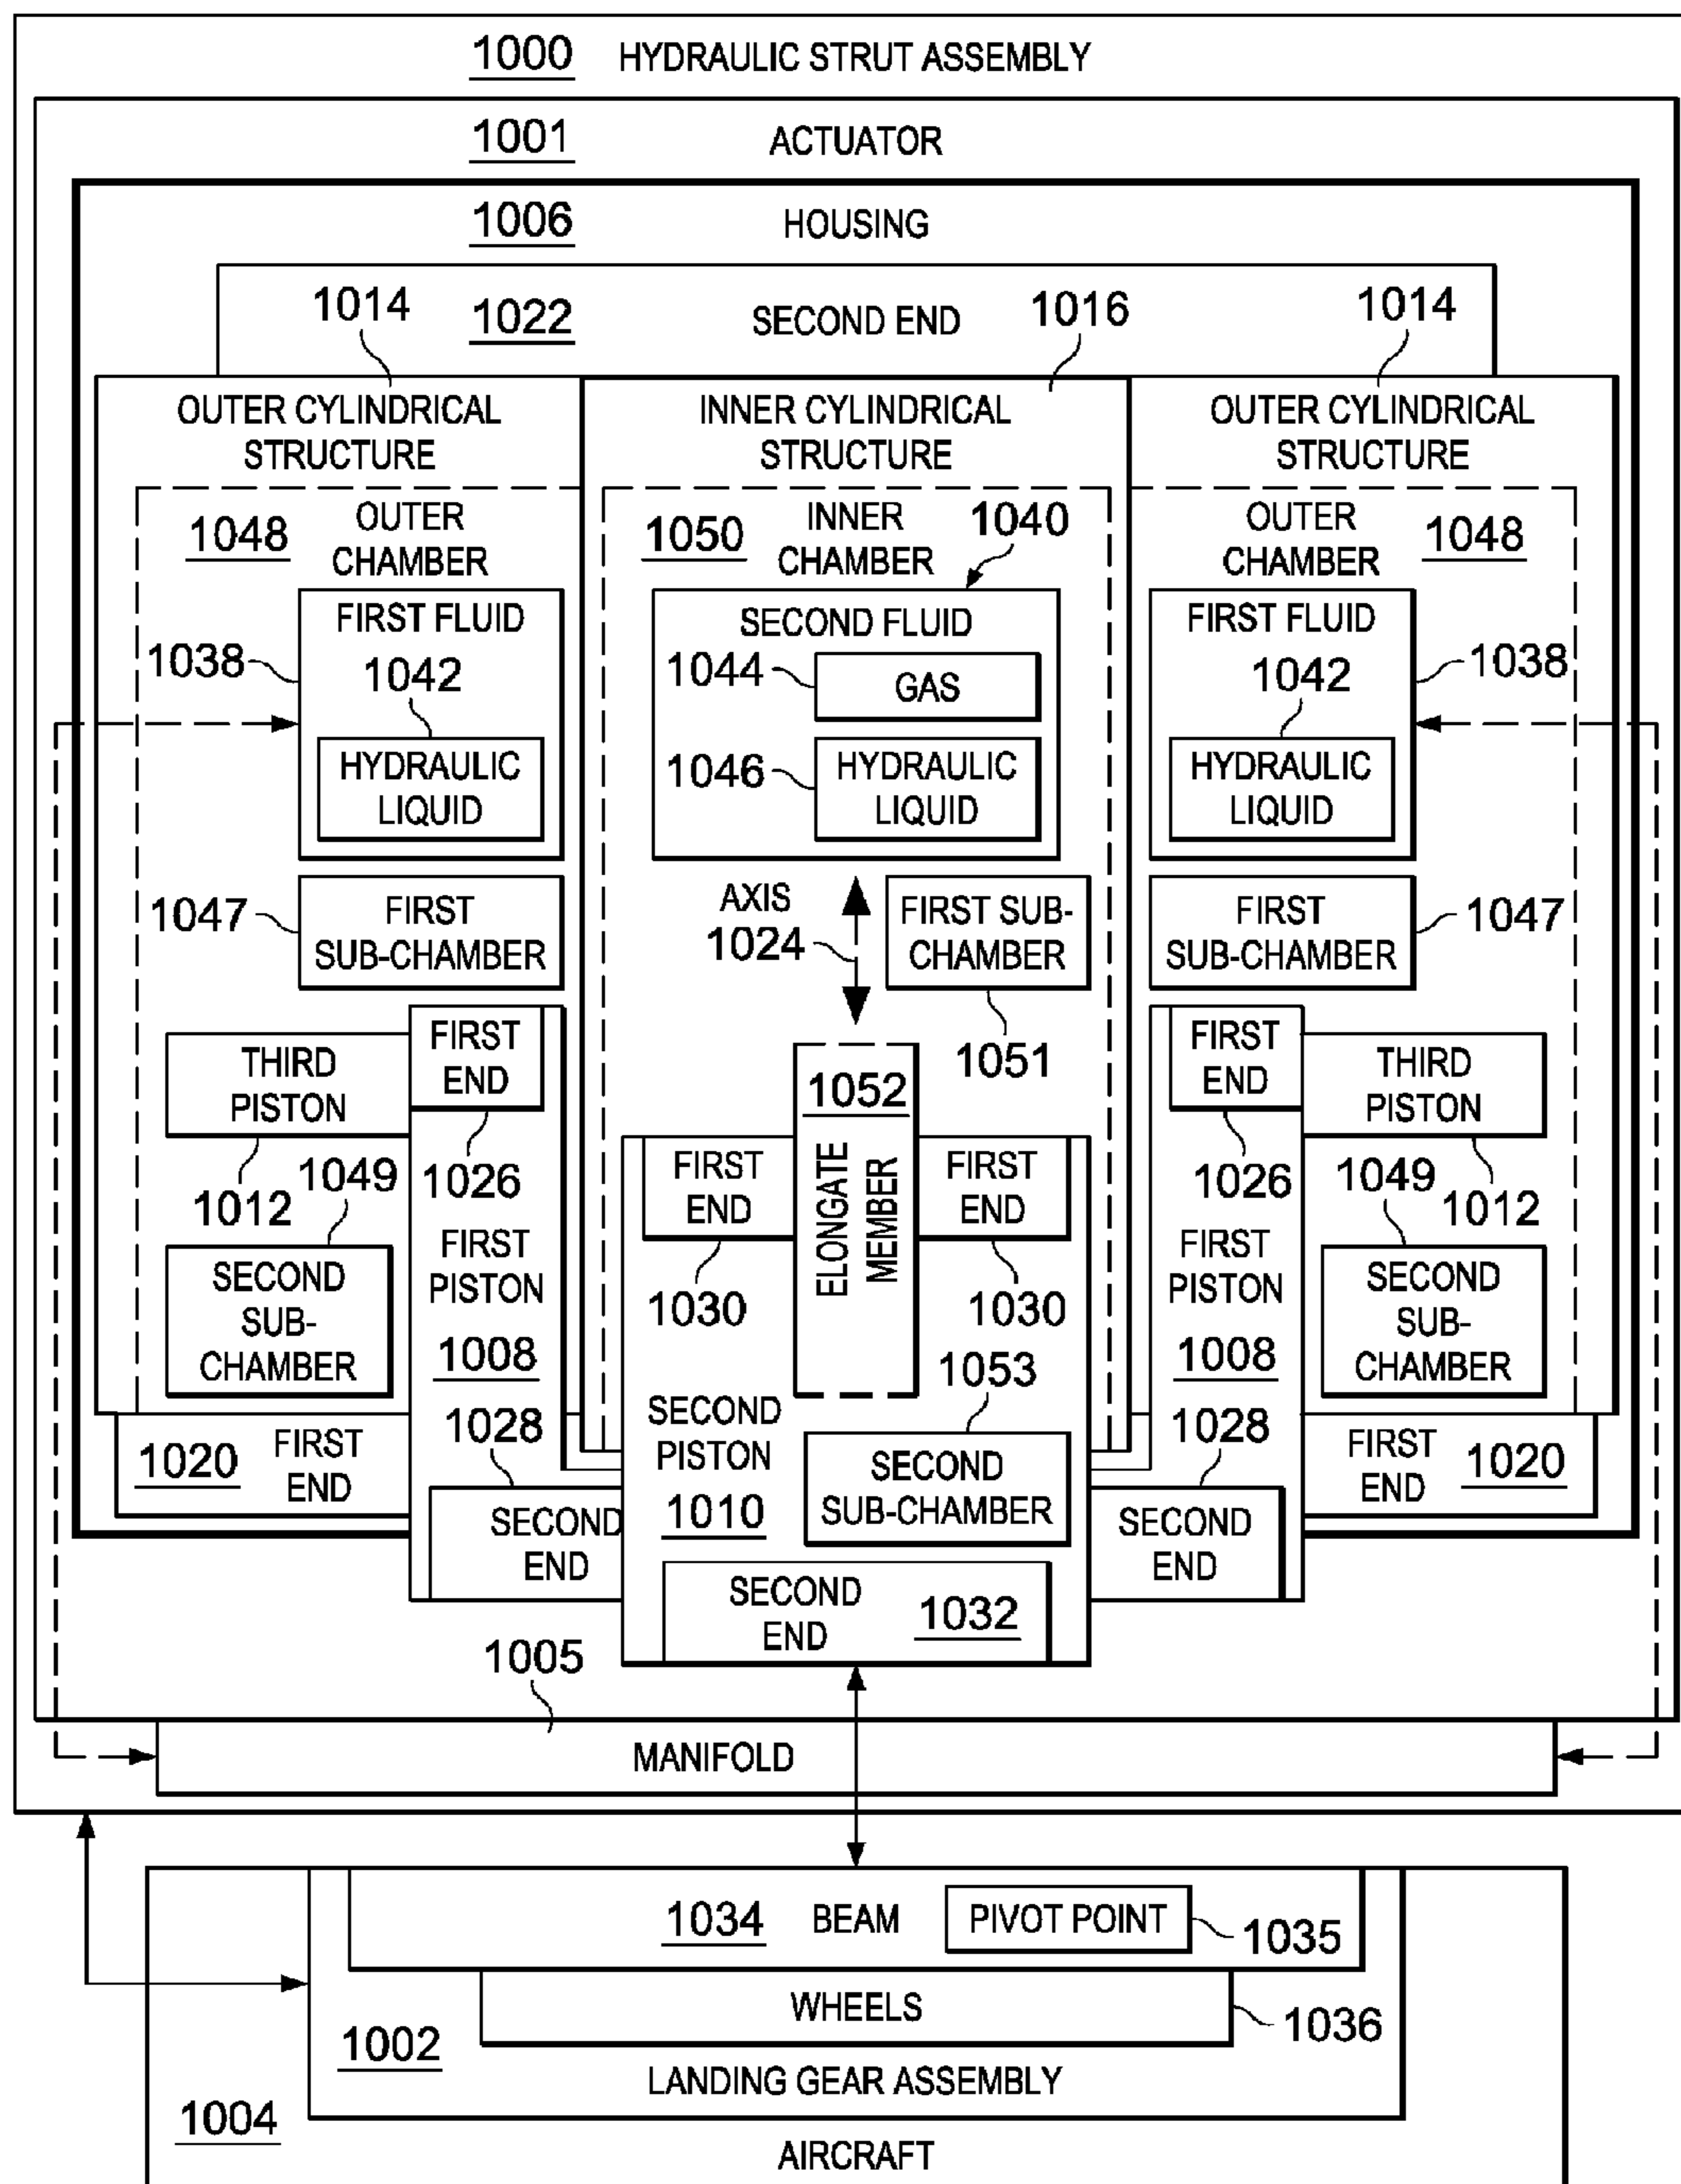 1000 HYDRAULIC STRUT ASSEMBLY
1001 ACTUATOR
1006 HOUSING
1014 1022 SECOND END 1016 1014
OUTER CYLINDRICAL
STRUCTURE
INNER CYLINDRICAL
STRUCTURE
OUTER CYLINDRICAL
STRUCTURE
1048 OUTER
CHAMBER
1050 INNER
CHAMBER
1040
OUTER
CHAMBER 1048
FIRST FLUID
1038
1042
HYDRAULIC
LIQUID
SECOND FLUID
1044 GAS
1046 HYDRAULIC
LIQUID
FIRST FLUID
1038
1042
HYDRAULIC
LIQUID
1047 FIRST
SUB-CHAMBER
AXIS
1024
FIRST SUB-
CHAMBER
1051
FIRST
SUB-CHAMBER
1047
THIRD
PISTON
1012
FIRST
END
1026
1049
SECOND
SUB-
CHAMBER
FIRST
PISTON
1008
1028
SECOND
END
1020 FIRST
END
1052
ELONGATE
MEMBER
FIRST
END
1030
FIRST
END
1030
SECOND
PISTON
1010
1053
SECOND
SUB-CHAMBER
SECOND
END
1032
FIRST
END
1026
THIRD
PISTON
1012
1049
SECOND
SUB-
CHAMBER
FIRST
PISTON
1008
1028
SECOND
END
FIRST
END 1020
1005
MANIFOLD
1034 BEAM PIVOT POINT 1035
WHEELS 1036
1002
LANDING GEAR ASSEMBLY
1004
AIRCRAFT